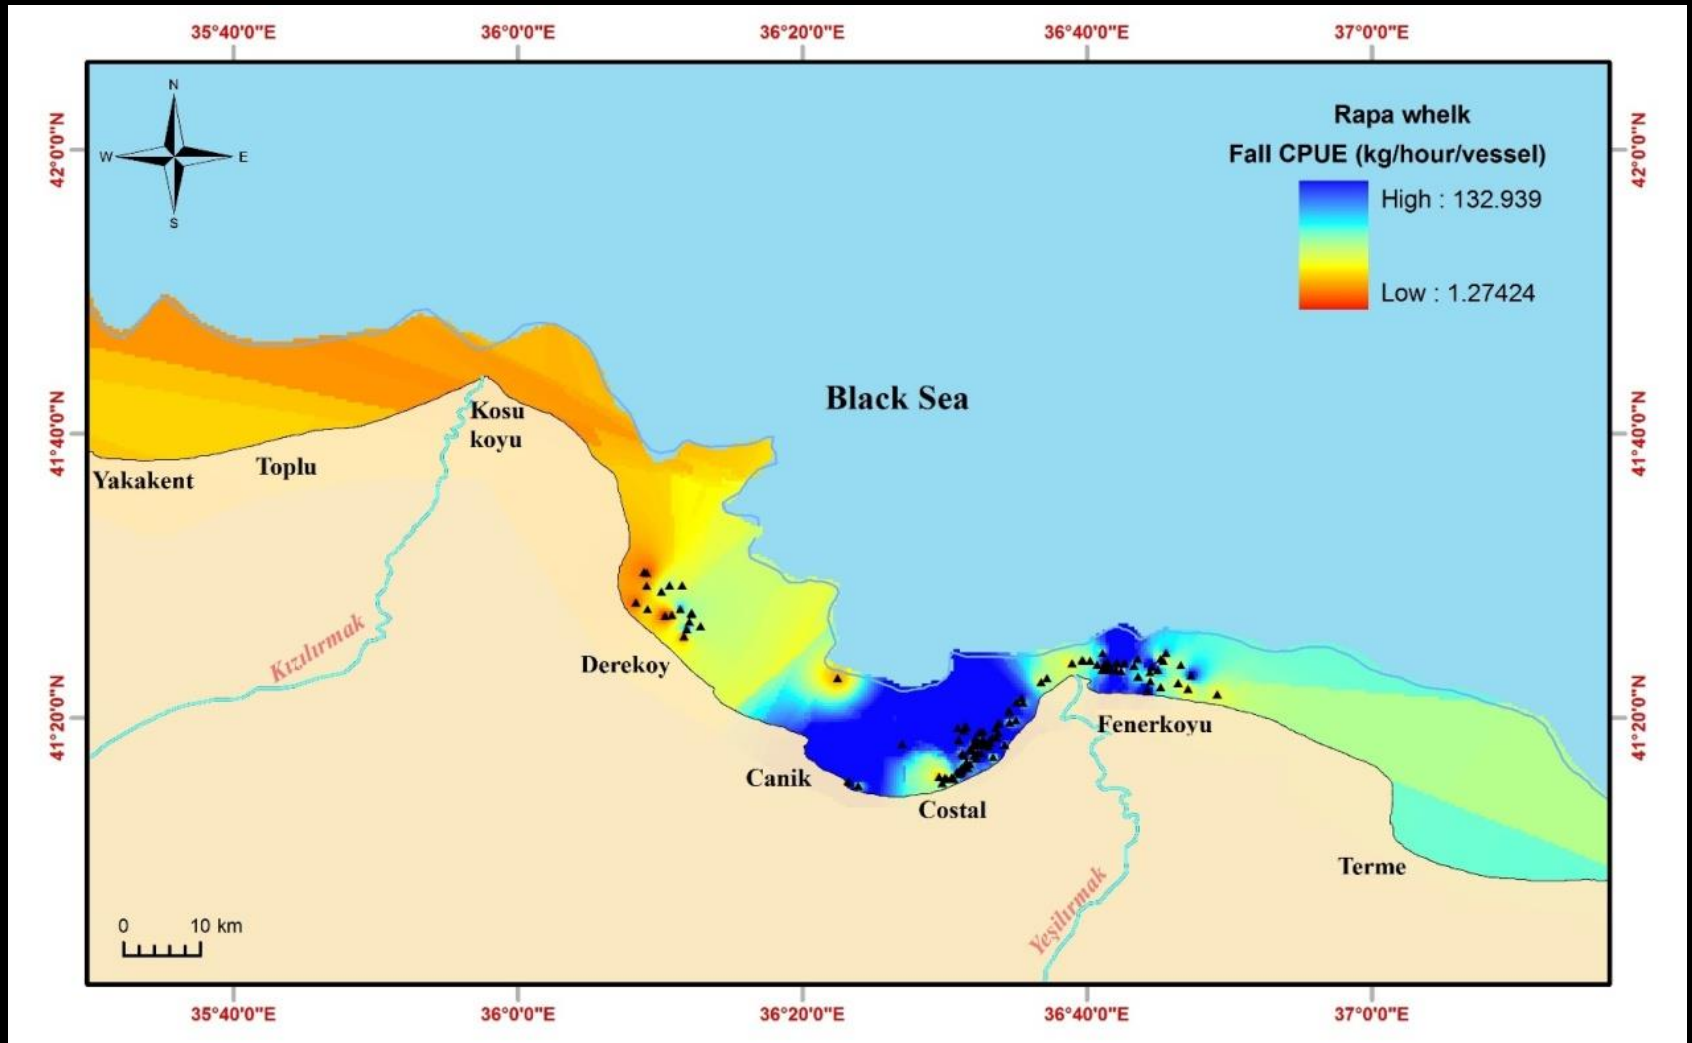 35°40'0"E 36°0'0"E 36°20'0"E 36°40'0"E 37°0'0"E
N
W E
S
42°0'0"N 42°0'0"N
Rapa whelk
Fall CPUE (kg/hour/vessel)
High : 132.939
Low : 1.27424
Black Sea
41°40'0"N 41°40'0"N
Kosu
koyu
Toplu
Yakakent
Kızılırmak
Derekoy
41°20'0"N 41°20'0"N
Fenerkoyu
Canik
Costal
Terme
Yeşilırmak
0 10 km
35°40'0"E 36°0'0"E 36°20'0"E 36°40'0"E 37°0'0"E